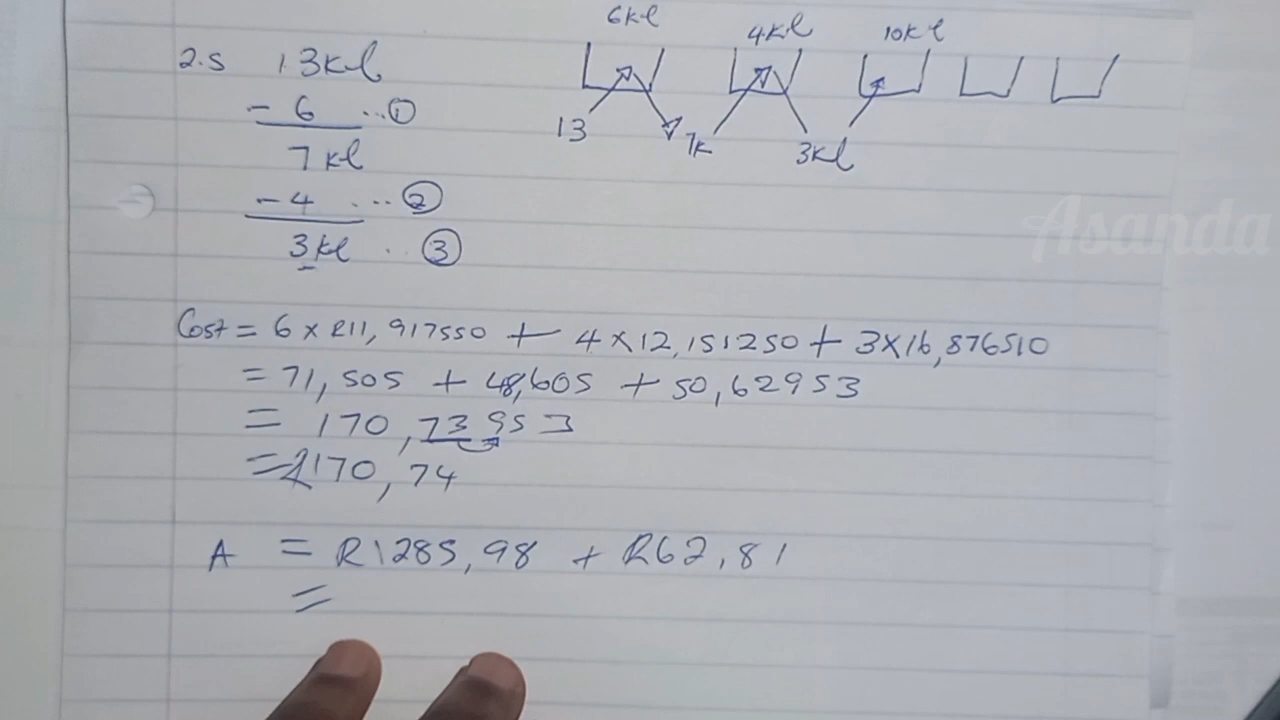 6kl 4kl 10kl
2.5 13kl
- 6 ..①
7kl
- 4 ... ②
3kl .. ③
13 7k 3kl
Asanda
Cost = 6 × R11,917550 + 4 × 12,151250 + 3 × 16,876510
= 71,505 + 48,605 + 50,62953
= 170,73953
= R170,74
A = R1285,98 + R62,81
=